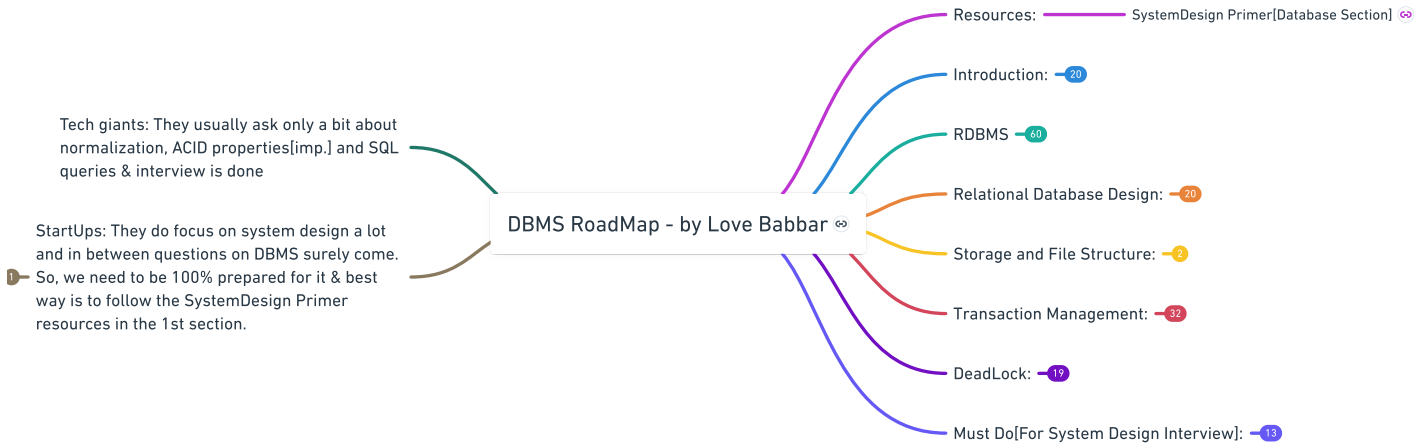 Tech giants: They usually ask only a bit about
normalization, ACID properties[imp.] and SQL
queries & interview is done
StartUps: They do focus on system design a lot
and in between questions on DBMS surely come.
1
So, we need to be 100% prepared for it & best
way is to follow the SystemDesign Primer
resources in the 1st section.
DBMS RoadMap - by Love Babbar
Resources: SystemDesign Primer[Database Section]
Introduction: 20
RDBMS 60
Relational Database Design: 20
Storage and File Structure: 2
Transaction Management: 32
DeadLock: 19
Must Do[For System Design Interview]: 13